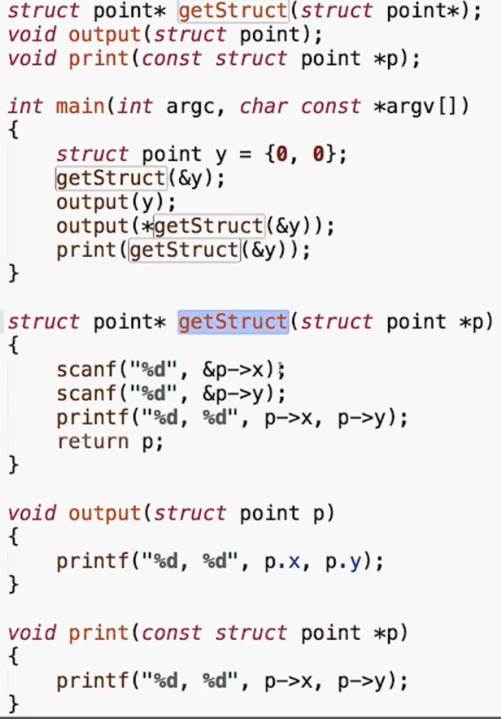 struct point* getStruct(struct point*);
void output(struct point);
void print(const struct point *p);
int main(int argc, char const *argv[])
{
struct point y = {0, 0};
getStruct(&y);
output(y);
output(*getStruct(&y));
print(getStruct(&y));
}
struct point* getStruct(struct point *p)
{
scanf("%d", &p->x);
scanf("%d", &p->y);
printf("%d, %d", p->x, p->y);
return p;
}
void output(struct point p)
{
printf("%d, %d", p.x, p.y);
}
void print(const struct point *p)
{
printf("%d, %d", p->x, p->y);
}